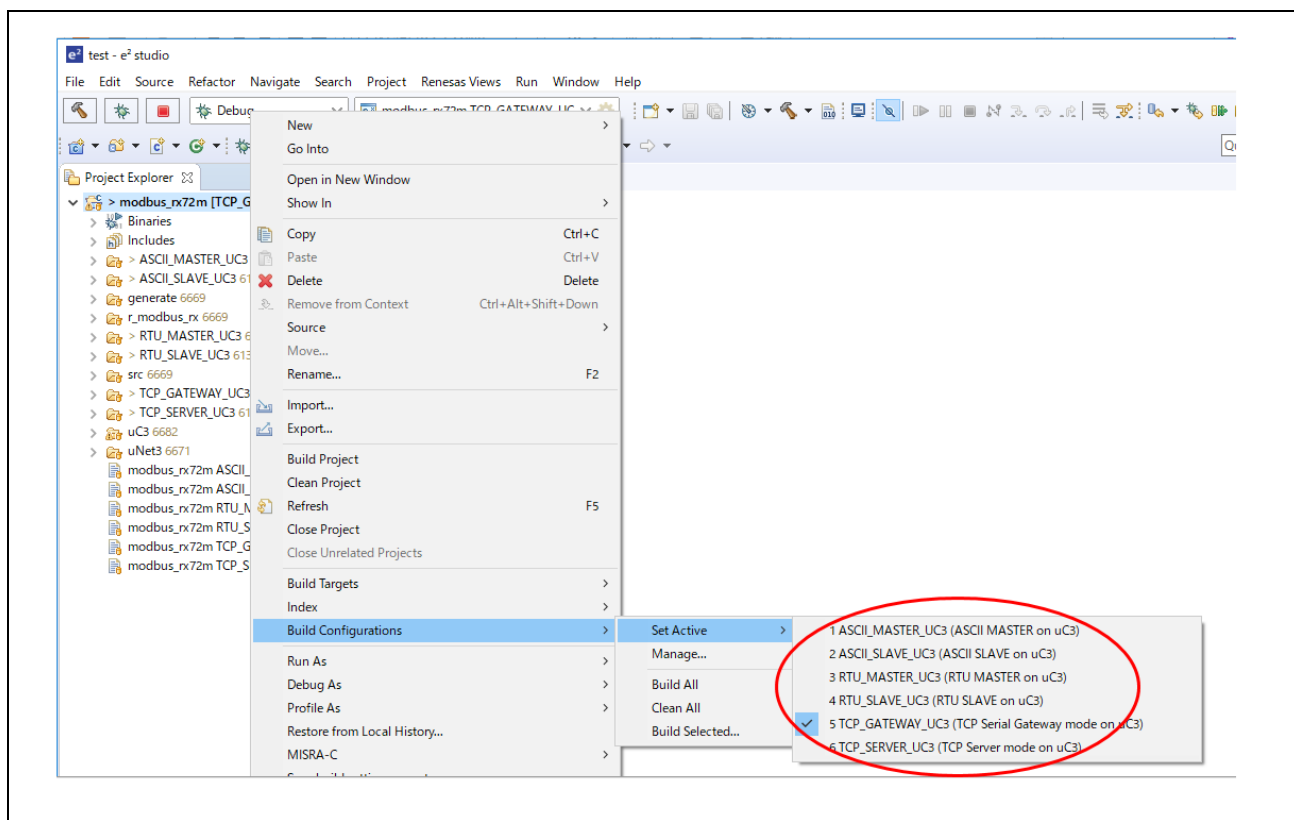 e² test - e² studio
File Edit Source Refactor Navigate Search Project Renesas Views Run Window Help
Debug modbus_rx72m TCP_GATEWAY_UC
Project Explorer
> modbus_rx72m [TCP_G
Binaries
Includes
> ASCII_MASTER_UC3
> ASCII_SLAVE_UC3 61
generate 6669
r_modbus_rx 6669
> RTU_MASTER_UC3 6
> RTU_SLAVE_UC3 613
src 6669
> TCP_GATEWAY_UC3
> TCP_SERVER_UC3 61
uC3 6682
uNet3 6671
modbus_rx72m ASCII_
modbus_rx72m ASCII_
modbus_rx72m RTU_M
modbus_rx72m RTU_S
modbus_rx72m TCP_G
modbus_rx72m TCP_S
New
Go Into
Open in New Window
Show In
Copy Ctrl+C
Paste Ctrl+V
Delete Delete
Remove from Context Ctrl+Alt+Shift+Down
Source
Move...
Rename... F2
Import...
Export...
Build Project
Clean Project
Refresh F5
Close Project
Close Unrelated Projects
Build Targets
Index
Build Configurations
Run As
Debug As
Profile As
Restore from Local History...
MISRA-C
Set Active
Manage...
Build All
Clean All
Build Selected...
1 ASCII_MASTER_UC3 (ASCII MASTER on uC3)
2 ASCII_SLAVE_UC3 (ASCII SLAVE on uC3)
3 RTU_MASTER_UC3 (RTU MASTER on uC3)
4 RTU_SLAVE_UC3 (RTU SLAVE on uC3)
5 TCP_GATEWAY_UC3 (TCP Serial Gateway mode on uC3)
6 TCP_SERVER_UC3 (TCP Server mode on uC3)